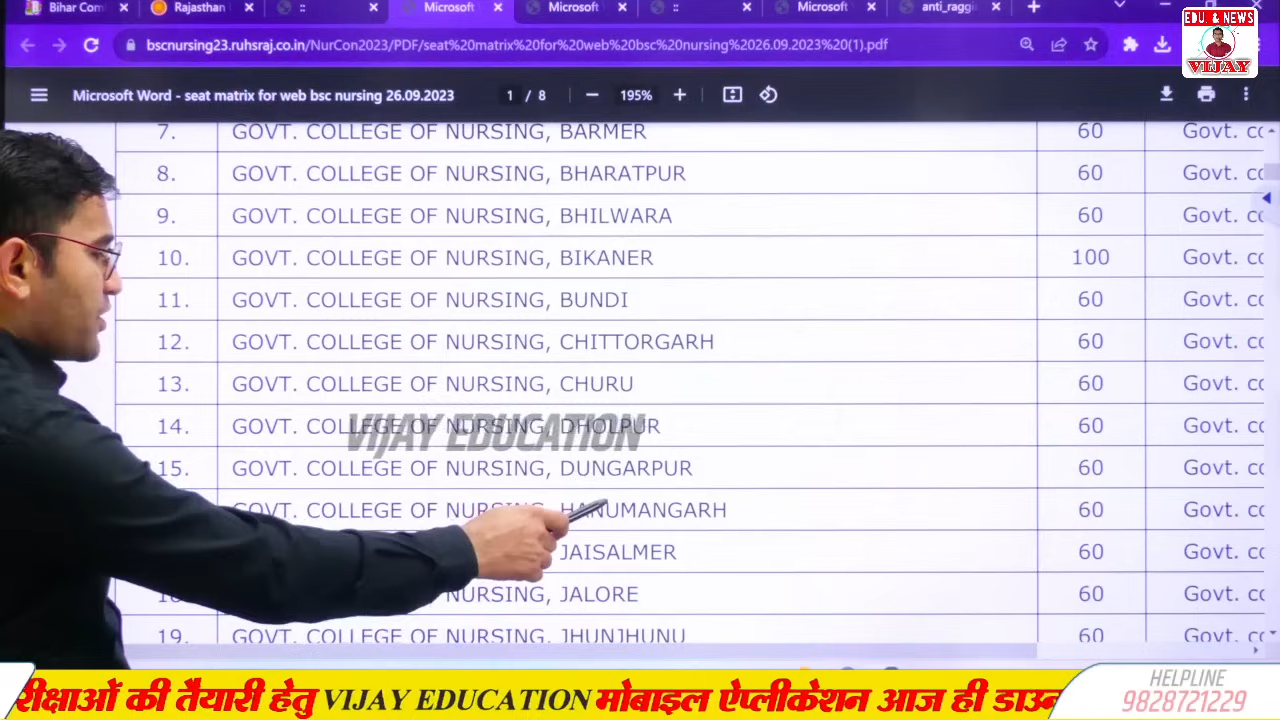 Bihar Com
Rajasthan
::
Microsoft
Microsoft
::
Microsoft
anti_ragg
EDU. & NEWS
VIJAY
bscnursing23.ruhsraj.co.in/NurCon2023/PDF/seat%20matrix%20for%20web%20bsc%20nursing%2026.09.2023%20(1).pdf
Microsoft Word - seat matrix for web bsc nursing 26.09.2023 1 / 8 195%
7. GOVT. COLLEGE OF NURSING, BARMER 60 Govt. co
8. GOVT. COLLEGE OF NURSING, BHARATPUR 60 Govt. co
9. GOVT. COLLEGE OF NURSING, BHILWARA 60 Govt. co
10. GOVT. COLLEGE OF NURSING, BIKANER 100 Govt. co
11. GOVT. COLLEGE OF NURSING, BUNDI 60 Govt. co
12. GOVT. COLLEGE OF NURSING, CHITTORGARH 60 Govt. co
13. GOVT. COLLEGE OF NURSING, CHURU 60 Govt. co
14. GOVT. COLLEGE OF NURSING, DHOLPUR 60 Govt. co
VIJAY EDUCATION
15. GOVT. COLLEGE OF NURSING, DUNGARPUR 60 Govt. co
GOVT. COLLEGE OF NURSING, HANUMANGARH 60 Govt. co
JAISALMER 60 Govt. co
NURSING, JALORE 60 Govt. co
19. GOVT. COLLEGE OF NURSING, JHUNJHUNU 60 Govt. co
रीक्षाओं की तैयारी हेतु VIJAY EDUCATION मोबाइल ऐप्लीकेशन आज ही डाउन
HELPLINE
9828721229